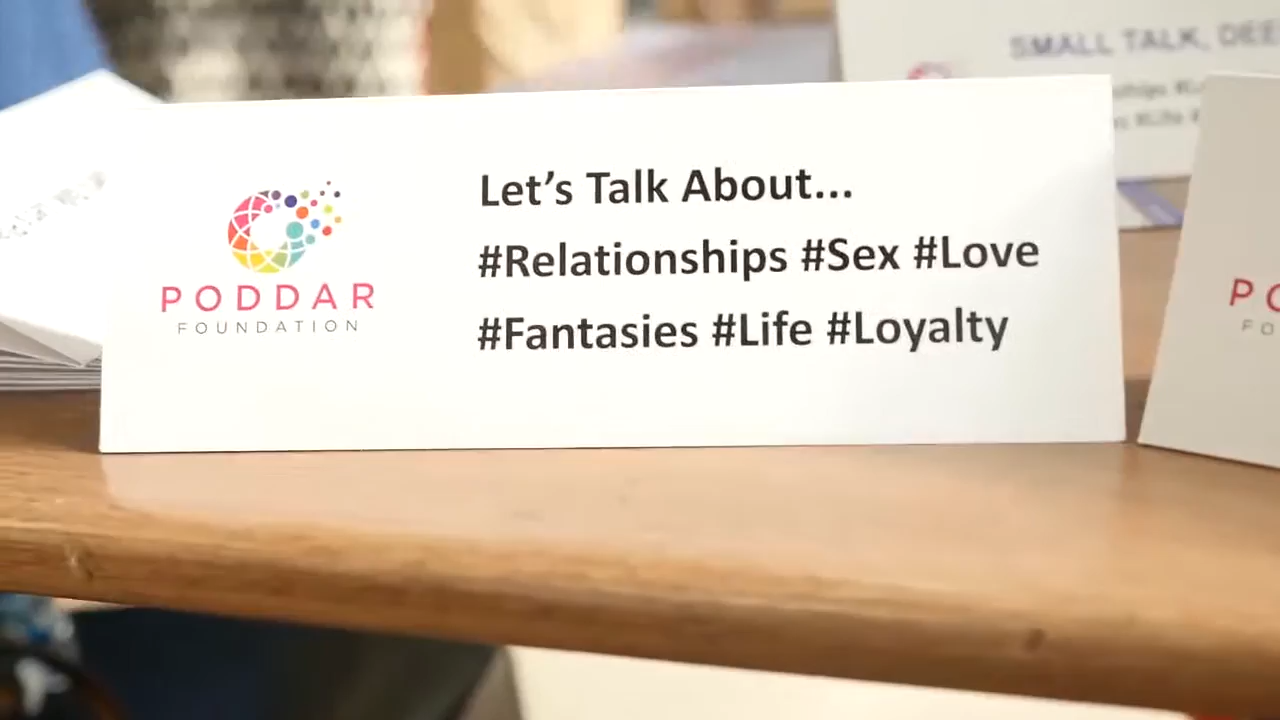 Let's Talk About...
#Relationships #Sex #Love
#Fantasies #Life #Loyalty
PODDAR
FOUNDATION
SMALL TALK,